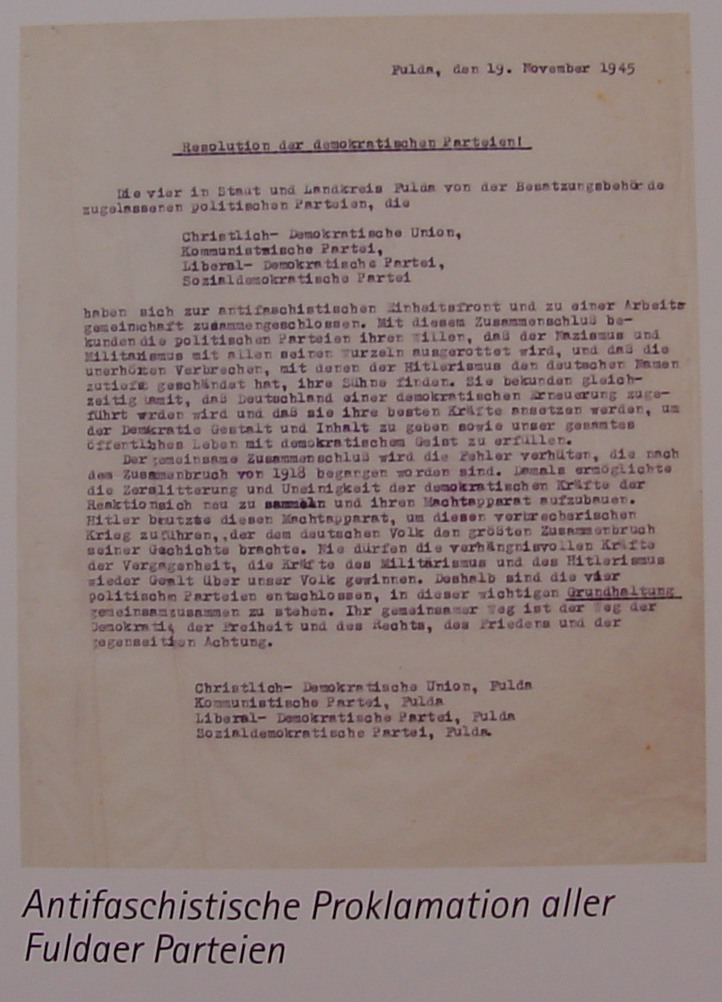 Fulda, den 19. November 1945
Resolution der demokratischen Parteien!
Die vier in Stadt und Landkreis Fulda von der Besatzungsbehörde
zugelassenen politischen Parteien, die
Christlich- Demokratische Union,
Kommunistsische Partei,
Liberal- Demokratische Partei,
Sozialdemokratische Partei
haben sich zur antifaschistischen Einheitsfront und zu einer Arbeits
gemeinschaft zusammengeschlossen. Mit diesem Zusammenschluß be-
kunden die politischen Parteien ihren Willen, daß der Nazismus und
Militarismus mit allen seinen Wurzeln ausgerottet wird, und daß die
unerhörten Verbrechen, mit denen der Hitlerismus den deutschen Namen
zutiefst geschändet hat, ihre Sühne finden. Sie bekunden gleich-
zeitig damit, daß Deutschland einer demokratischen Erneuerung zuge-
führt wrden wird und daß sie ihre besten Kräfte ansetzen werden, um
der Demokratie Gestalt und Inhalt zu geben sowie unser gesamtes
öffentliches Leben mit demokratischem Geist zu erfüllen.
Der gemeinsame Zusammenschluß wird die Fehler verhüten, die nach
dem Zusammenbruch von 1918 begangen worden sind. Damals ermöglichte
die Zersplitterung und Uneinigkeit der demokratischen Kräfte der
Reaktionsich neu zu sammeln und ihren Machtapparat aufzubauen.
Hitler benutzte diesen Machtapparat, um diesen verbrecherischen
Krieg zuführen,,der dem deutschen Volk den größten Zusammenbruch
seiner Geschichte brachte. Nie dürfen die verhängnisvollen Kräfte
der Vergagenheit, die Kräfte des Militärismus und des Hitlerismus
wieder Gewalt über unser Volk gewinnen. Deshalb sind die vier
politischen Parteien entschlossen, in dieser wichtigen Grundhaltung
gemeinsamzusammen zu stehen. Ihr gemeinsamer Weg ist der Weg der
Demokratie, der Freiheit und des Rechts, des Friedens und der
gegenseitigen Achtung.
Christlich- Demokratische Union, Fulda
Kommunistische Partei, Fulda
Liberal- Demokratische Partei, Fulda
Sozialdemokratische Partei, Fulda.
Antifaschistische Proklamation aller
Fuldaer Parteien